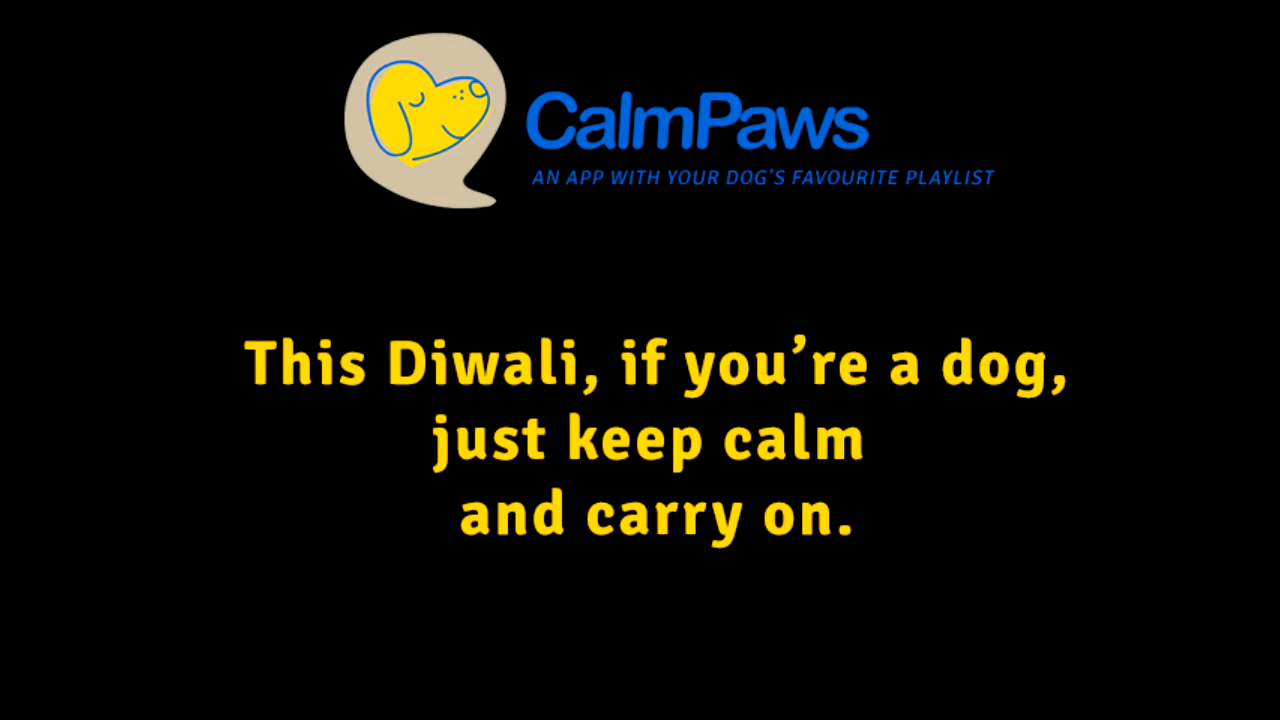 CalmPaws
AN APP WITH YOUR DOG'S FAVOURITE PLAYLIST
This Diwali, if you’re a dog,
just keep calm
and carry on.